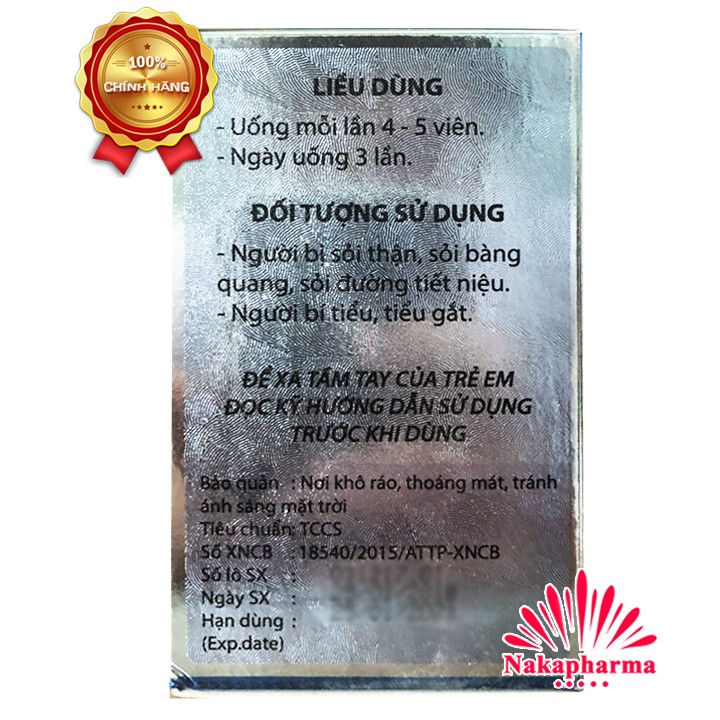 100%
CHÍNH HÃNG
LIỀU DÙNG
- Uống mỗi lần 4 - 5 viên.
- Ngày uống 3 lần.
ĐỐI TƯỢNG SỬ DỤNG
- Người bị sỏi thận, sỏi bàng
quang, sỏi đường tiết niệu.
- Người bí tiểu, tiểu gắt.
ĐỂ XA TẦM TAY CỦA TRẺ EM
ĐỌC KỸ HƯỚNG DẪN SỬ DỤNG
TRƯỚC KHI DÙNG
Bảo quản : Nơi khô ráo, thoáng mát, tránh
ánh sáng mặt trời
Tiêu chuẩn: TCCS
Số XNCB : 18540/2015/ATTP-XNCB
Số lô SX :
Ngày SX :
Hạn dùng :
(Exp.date)
Nakapharma